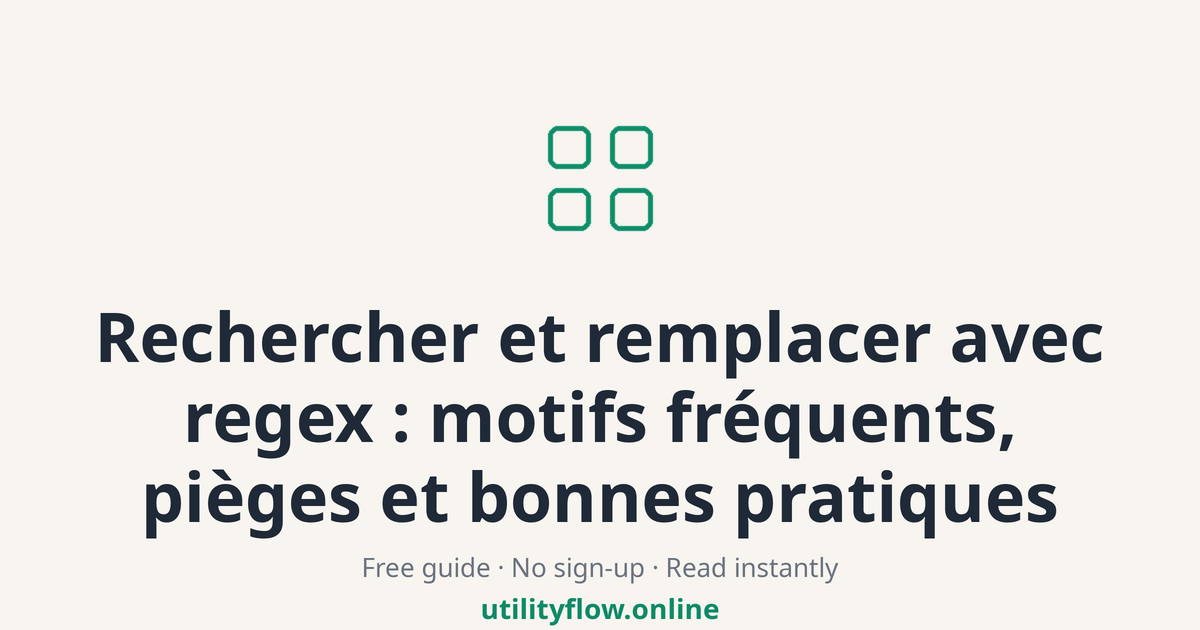 Rechercher et remplacer avec
regex : motifs fréquents,
pièges et bonnes pratiques
Free guide · No sign-up · Read instantly
utilityflow.online